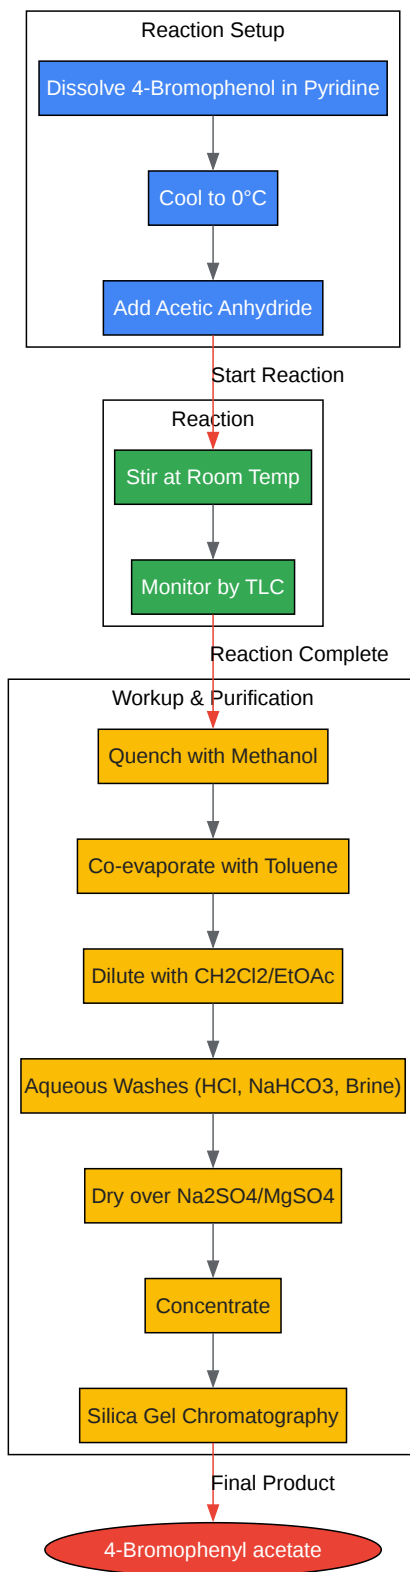 Reaction Setup
Dissolve 4-Bromophenol in Pyridine
Cool to 0°C
Add Acetic Anhydride
Start Reaction
Reaction
Stir at Room Temp
Monitor by TLC
Reaction Complete
Workup & Purification
Quench with Methanol
Co-evaporate with Toluene
Dilute with CH2Cl2/EtOAc
Aqueous Washes (HCl, NaHCO3, Brine)
Dry over Na2SO4/MgSO4
Concentrate
Silica Gel Chromatography
Final Product
4-Bromophenyl acetate